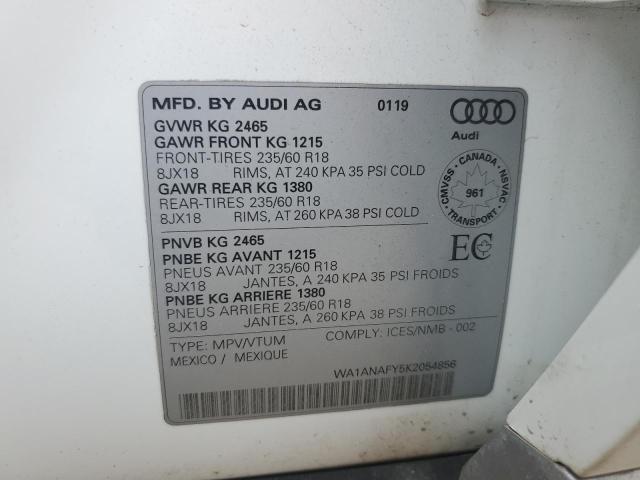 MFD. BY AUDI AG 0119
Audi
GVWR KG 2465
GAWR FRONT KG 1215
FRONT-TIRES 235/60 R18
8JX18 RIMS, AT 240 KPA 35 PSI COLD
GAWR REAR KG 1380
REAR-TIRES 235/60 R18
8JX18 RIMS, AT 260 KPA 38 PSI COLD
CMVSS - CANADA - NSVAC
961
TRANSPORT
PNVB KG 2465
PNBE KG AVANT 1215
PNEUS AVANT 235/60 R18
8JX18 JANTES, A 240 KPA 35 PSI FROIDS
PNBE KG ARRIERE 1380
PNEUS ARRIERE 235/60 R18
8JX18 JANTES, A 260 KPA 38 PSI FROIDS
EC
TYPE: MPV/VTUM COMPLY: ICES/NMB - 002
MEXICO / MEXIQUE
WA1ANAFY5K2054856